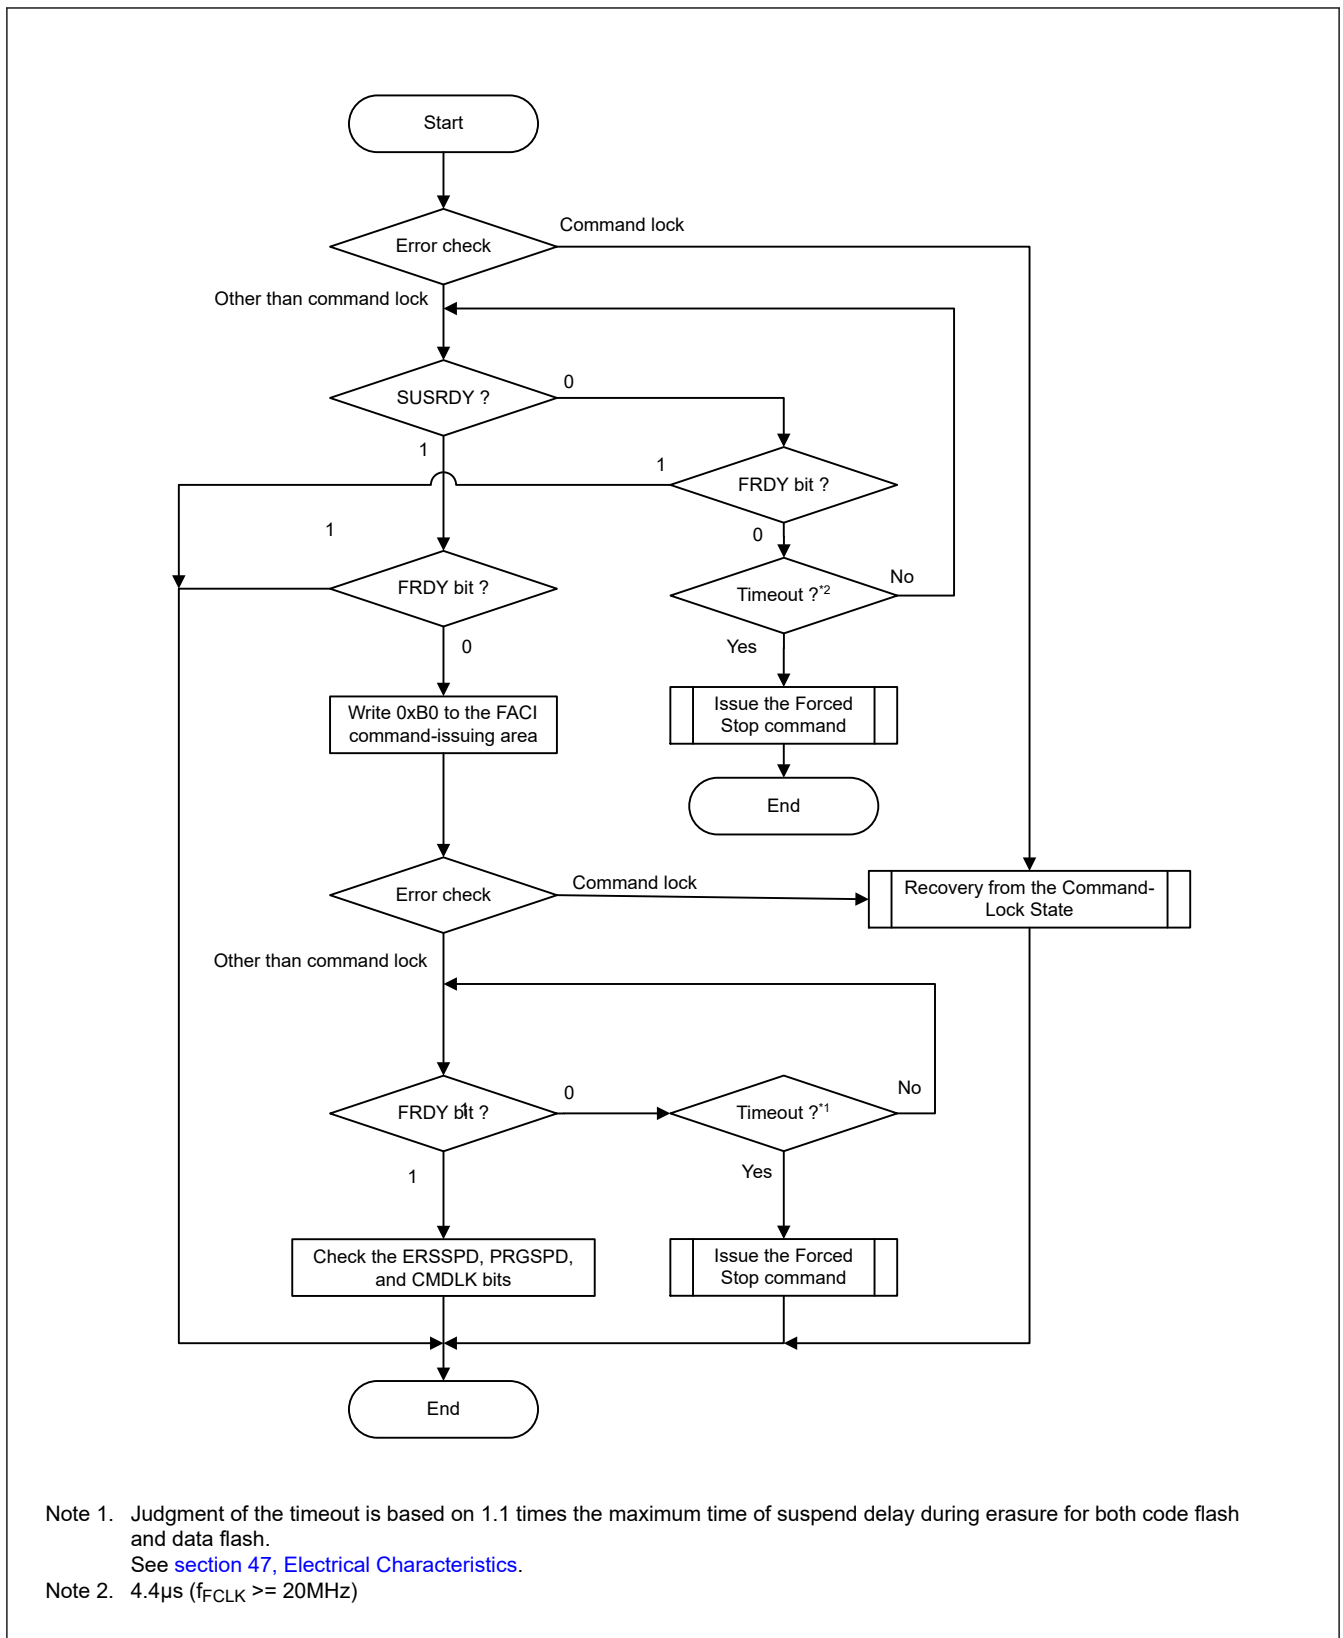 Start
Error check
Command lock
Other than command lock
SUSRDY ?
0
1
1
FRDY bit ?
1
0
FRDY bit ?
Timeout ?*2
No
0
Yes
Write 0xB0 to the FACI
command-issuing area
Issue the Forced
Stop command
End
Error check
Command lock
Recovery from the Command-
Lock State
Other than command lock
FRDY bit ?
1
0
Timeout ?*1
No
1
Yes
Check the ERSSPD, PRGSPD,
and CMDLK bits
Issue the Forced
Stop command
End
Note 1. Judgment of the timeout is based on 1.1 times the maximum time of suspend delay during erasure for both code flash
and data flash.
See section 47, Electrical Characteristics.
Note 2. 4.4µs (fFCLK >= 20MHz)